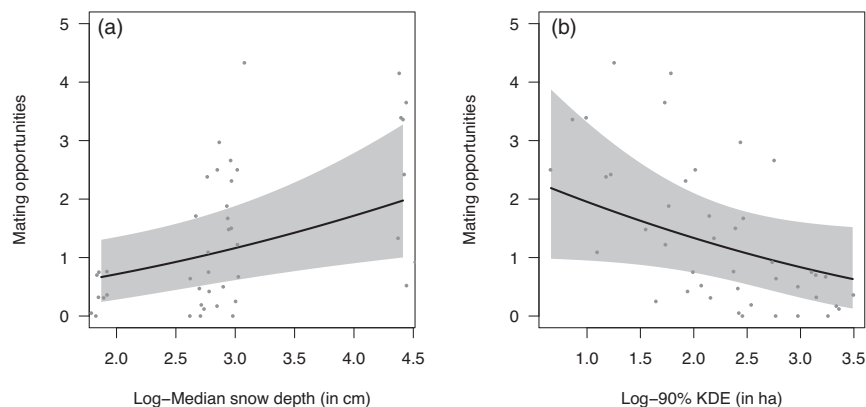 (a)
Mating opportunities
5
4
3
2
1
0
2.0 2.5 3.0 3.5 4.0 4.5
Log–Median snow depth (in cm)
(b)
Mating opportunities
5
4
3
2
1
0
1.0 1.5 2.0 2.5 3.0 3.5
Log–90% KDE (in ha)